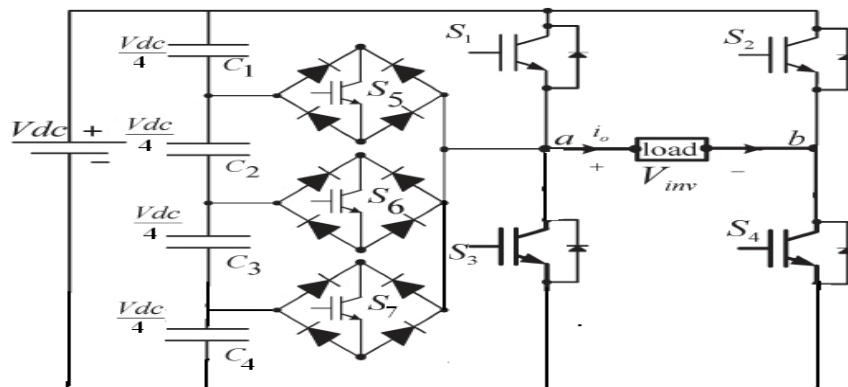 Vdc/4
C1
S5
S1
S2
Vdc + −
Vdc/4
C2
a
io
+
load
−
b
Vinv
S6
Vdc/4
C3
S3
S4
S7
Vdc/4
C4